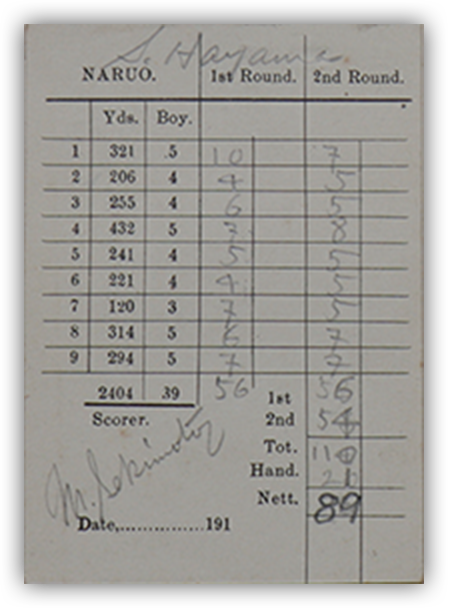 S. Hayama
NARUO. 1st Round. 2nd Round.
Yds. Boy.
1 321 5 10 7
2 206 4 4 5
3 255 4 6 5
4 432 5 7 8
5 241 4 5 5
6 221 4 4 5
7 120 3 7 5
8 314 5 6 7
9 294 5 7 7
2404 39 56 1st 56
Scorer. 2nd 54
Tot. 110
Hand. 21
M.
Nett. 89
Date,...............191